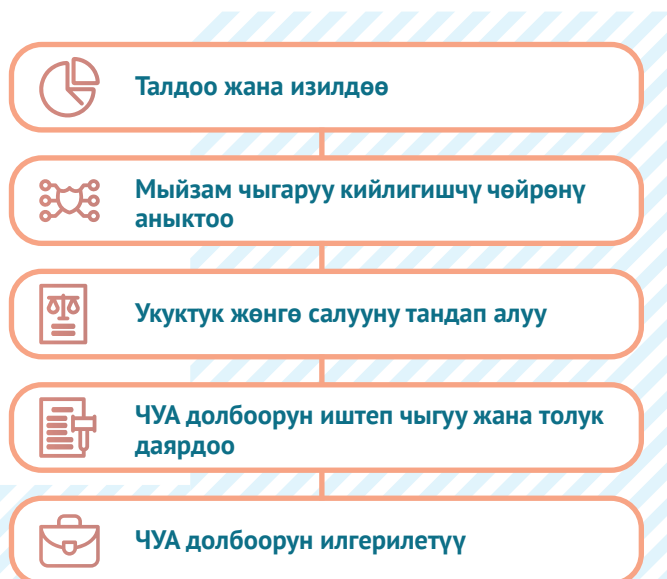 Талдоо жана изилдөө
Мыйзам чыгаруу кийлигишчү чөйрөнү
аныктоо
Укуктук жөнгө салууну тандап алуу
ЧУА долбоорун иштеп чыгуу жана толук
даярдоо
ЧУА долбоорун илгерилетүү